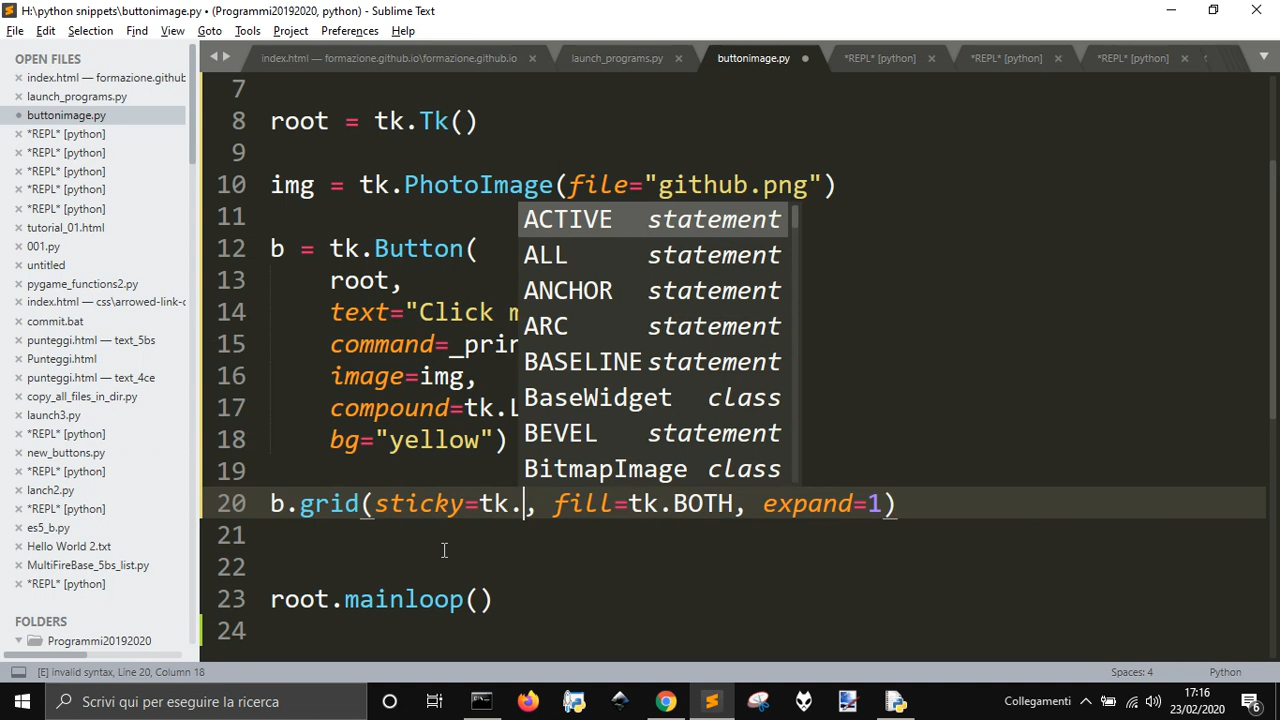 H:\python snippets\buttonimage.py • (Programmi20192020, python) - Sublime Text
File Edit Selection Find View Goto Tools Project Preferences Help
OPEN FILES
index.html — formazione.github
launch_programs.py
buttonimage.py
*REPL* [python]
*REPL* [python]
*REPL* [python]
*REPL* [python]
*REPL* [python]
tutorial_01.html
001.py
untitled
pygame_functions2.py
index.html — css\arrowed-link-c
commit.bat
punteggi.html — text_5bs
Punteggi.html
punteggi.html — text_4ce
copy_all_files_in_dir.py
launch3.py
*REPL* [python]
new_buttons.py
*REPL* [python]
lanch2.py
*REPL* [python]
es5_b.py
Hello World 2.txt
MultiFireBase_5bs_list.py
*REPL* [python]
FOLDERS
Programmi20192020
index.html — formazione.github.io\formazione.github.io
launch_programs.py
buttonimage.py
*REPL* [python]
*REPL* [python]
*REPL* [python]
7
8 root = tk.Tk()
9
10 img = tk.PhotoImage(file="github.png")
11
12 b = tk.Button(
13 root,
14 text="Click m
15 command=_prin
16 image=img,
17 compound=tk.L
18 bg="yellow")
19
20 b.grid(sticky=tk., fill=tk.BOTH, expand=1)
21
22
23 root.mainloop()
24
ACTIVE statement
ALL statement
ANCHOR statement
ARC statement
BASELINE statement
BaseWidget class
BEVEL statement
BitmapImage class
[E] invalid syntax, Line 20, Column 18
Spaces: 4
Python
Scrivi qui per eseguire la ricerca
Collegamenti
17:16
23/02/2020
6